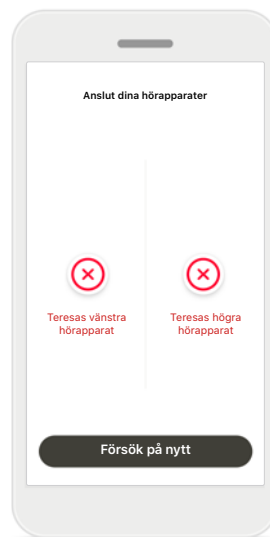 Anslut dina hörapparater
Teresas vänstra
hörapparat
Teresas högra
hörapparat
Försök på nytt